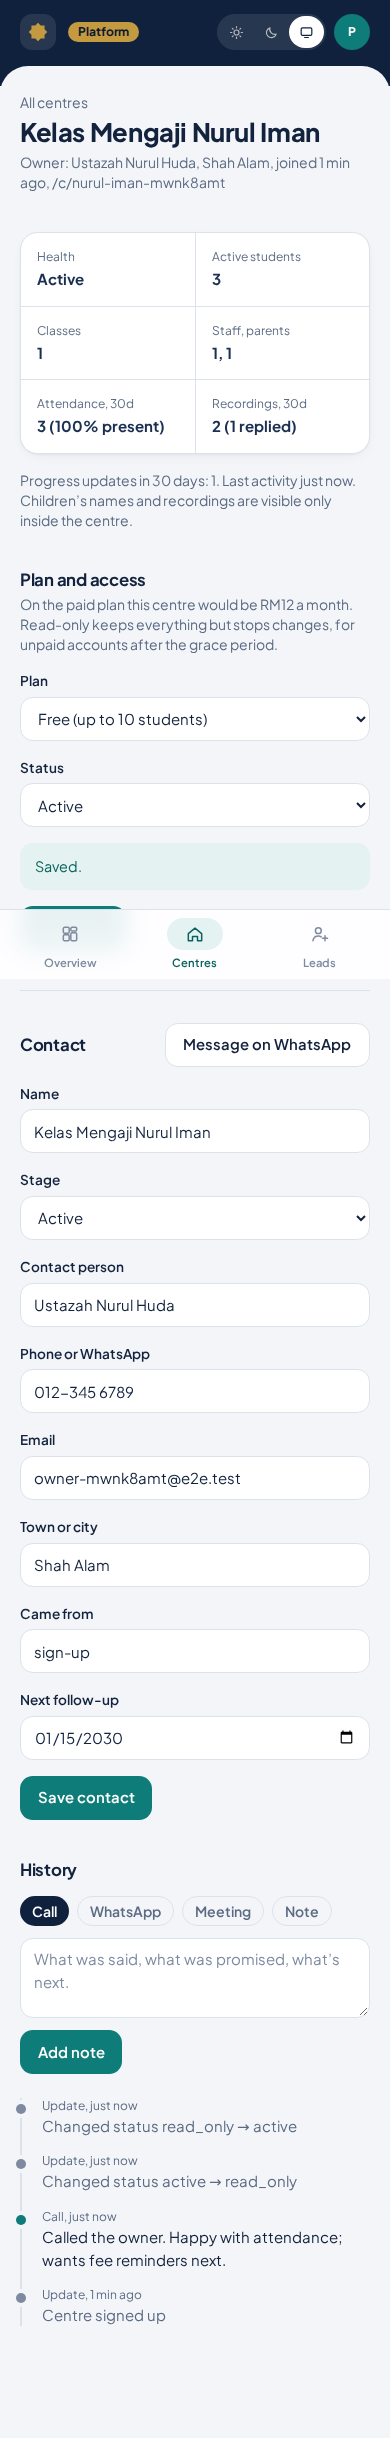 Platform
P
All centres
Kelas Mengaji Nurul Iman
Owner: Ustazah Nurul Huda, Shah Alam, joined 1 min
ago, /c/nurul-iman-mwnk8amt
Health
Active
Active students
3
Classes
1
Staff, parents
1, 1
Attendance, 30d
3 (100% present)
Recordings, 30d
2 (1 replied)
Progress updates in 30 days: 1. Last activity just now.
Children's names and recordings are visible only
inside the centre.
Plan and access
On the paid plan this centre would be RM12 a month.
Read-only keeps everything but stops changes, for
unpaid accounts after the grace period.
Plan
Free (up to 10 students)
Status
Active
Saved.
Overview
Centres
Leads
Contact
Message on WhatsApp
Name
Kelas Mengaji Nurul Iman
Stage
Active
Contact person
Ustazah Nurul Huda
Phone or WhatsApp
012-345 6789
Email
owner-mwnk8amt@e2e.test
Town or city
Shah Alam
Came from
sign-up
Next follow-up
01/15/2030
Save contact
History
Call
WhatsApp
Meeting
Note
What was said, what was promised, what's
next.
Add note
Update, just now
Changed status read_only → active
Update, just now
Changed status active → read_only
Call, just now
Called the owner. Happy with attendance;
wants fee reminders next.
Update, 1 min ago
Centre signed up